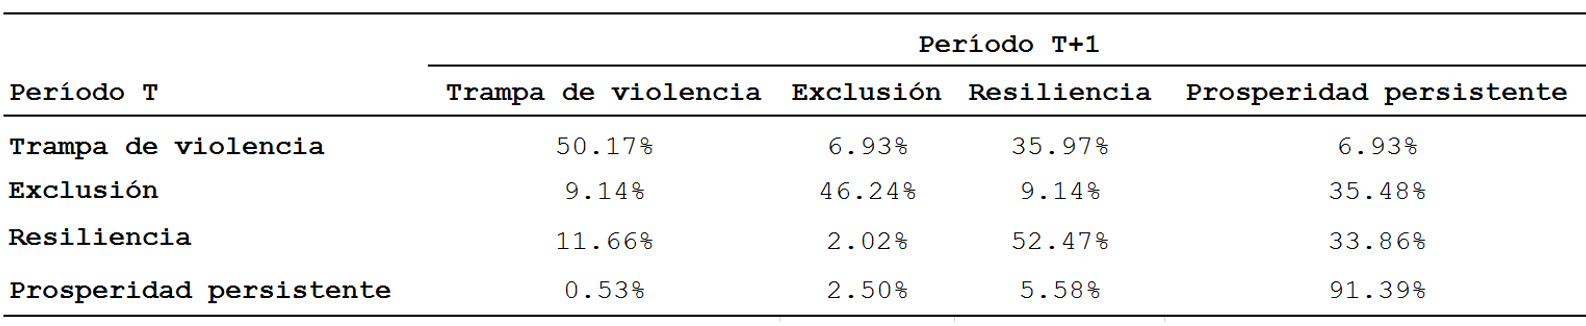 Período T+1
Período T Trampa de violencia Exclusión Resiliencia Prosperidad persistente
Trampa de violencia 50.17% 6.93% 35.97% 6.93%
Exclusión 9.14% 46.24% 9.14% 35.48%
Resiliencia 11.66% 2.02% 52.47% 33.86%
Prosperidad persistente 0.53% 2.50% 5.58% 91.39%